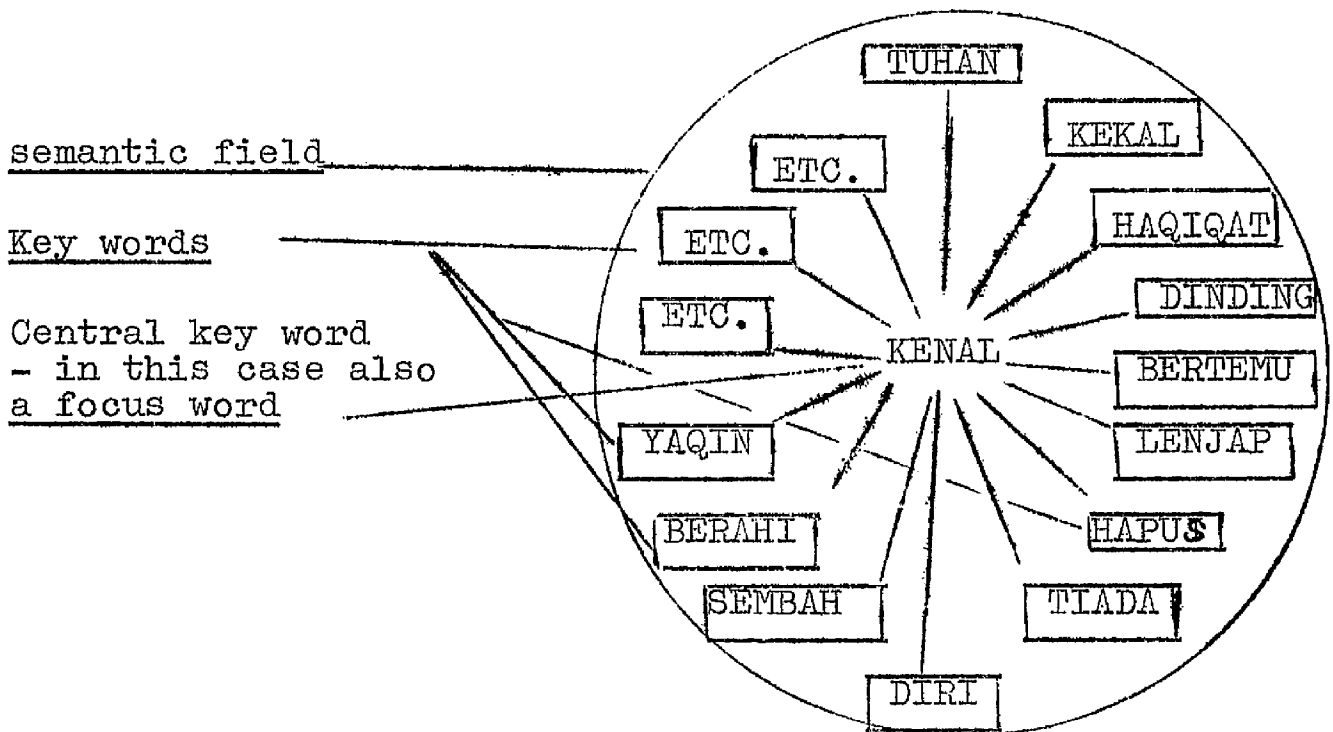 semantic field
Key words
Central key word
- in this case also
a focus word
TUHAN
KEKAL
ETC.
HAQIQAT
ETC.
DINDING
ETC.
KENAL
BERTEMU
YAQIN
LENJAP
BERAHI
HAPUS
SEMBAH
TIADA
DIRI